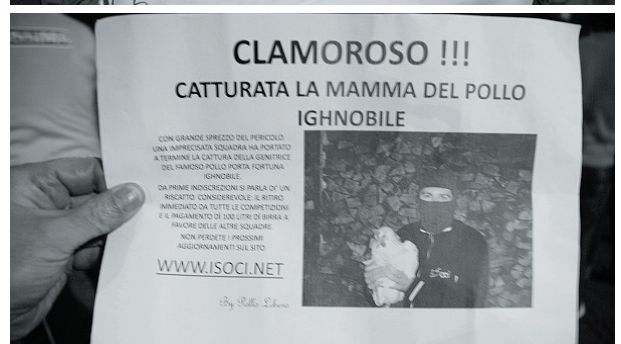 CLAMOROSO !!!
CATTURATA LA MAMMA DEL POLLO
IGHNOBILE
CON GRANDE SPREZZO DEL PERICOLO
UNA IMPRECISATA SQUADRA HA PORTATO
A TERMINE LA CATTURA DELLA GENITRICE
DEL FAMOSO POLLO PORTA FORTUNA
IGHNOBILE.
DA PRIME INDISCREZIONI SI PARLA DI UN
RISCATTO CONSIDEREVOLE: IL RITIRO
IMMEDIATO DA TUTTE LE COMPETIZIONI
E IL PAGAMENTO DI 100 LITRI DI BIRRA A
FAVORE DELLE ALTRE SQUADRE.
NON PERDETE I PROSSIMI
AGGIORNAMENTI SUL SITO
WWW.ISOCI.NET
By Pollo Libero